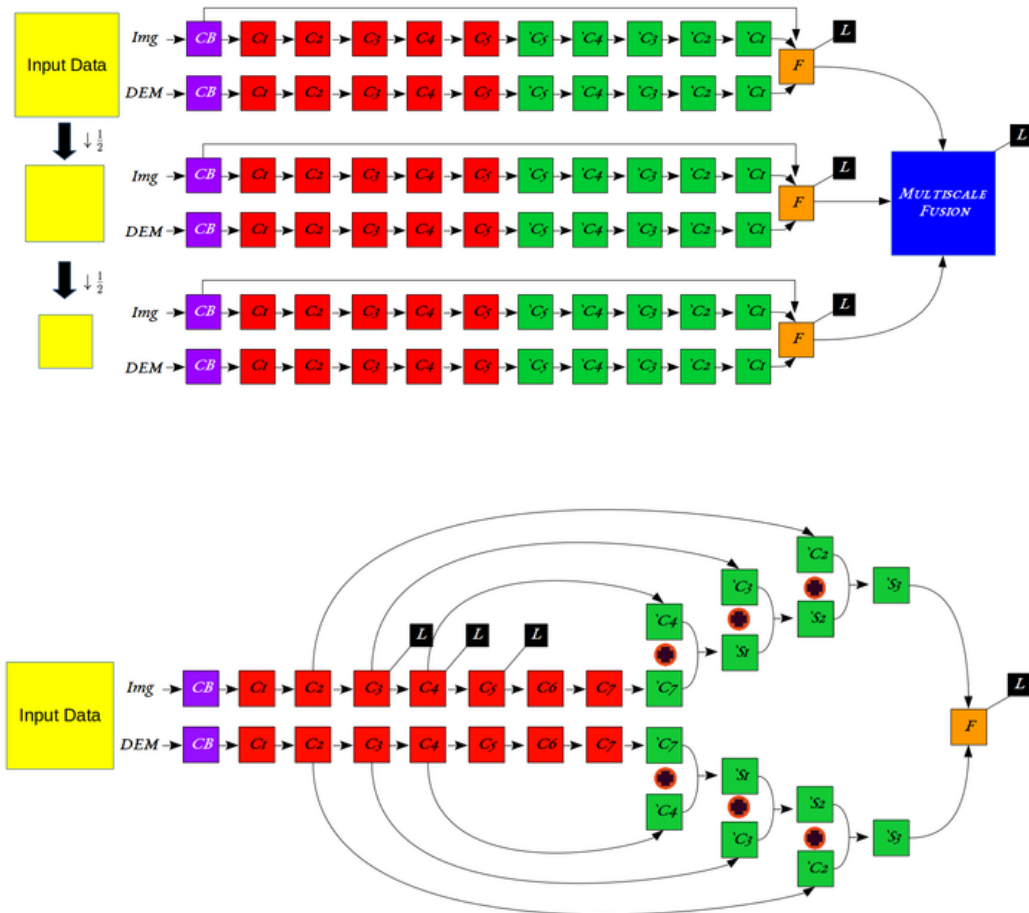 Input Data
↓ 1/2
↓ 1/2
Img CB C1 C2 C3 C4 C5 `C5 `C4 `C3 `C2 `C1 F L
DEM CB C1 C2 C3 C4 C5 `C5 `C4 `C3 `C2 `C1
Img CB C1 C2 C3 C4 C5 `C5 `C4 `C3 `C2 `C1 F L
DEM CB C1 C2 C3 C4 C5 `C5 `C4 `C3 `C2 `C1
Img CB C1 C2 C3 C4 C5 `C5 `C4 `C3 `C2 `C1 F L
DEM CB C1 C2 C3 C4 C5 `C5 `C4 `C3 `C2 `C1
L
MULTISCALE
FUSION
`C2
`C3 `S3
`C4 `S2
L L L `S1
Input Data
Img CB C1 C2 C3 C4 C5 C6 C7 `C7
L
F
DEM CB C1 C2 C3 C4 C5 C6 C7 `C7
`S1
`C4 `S2
`C3 `S3
`C2